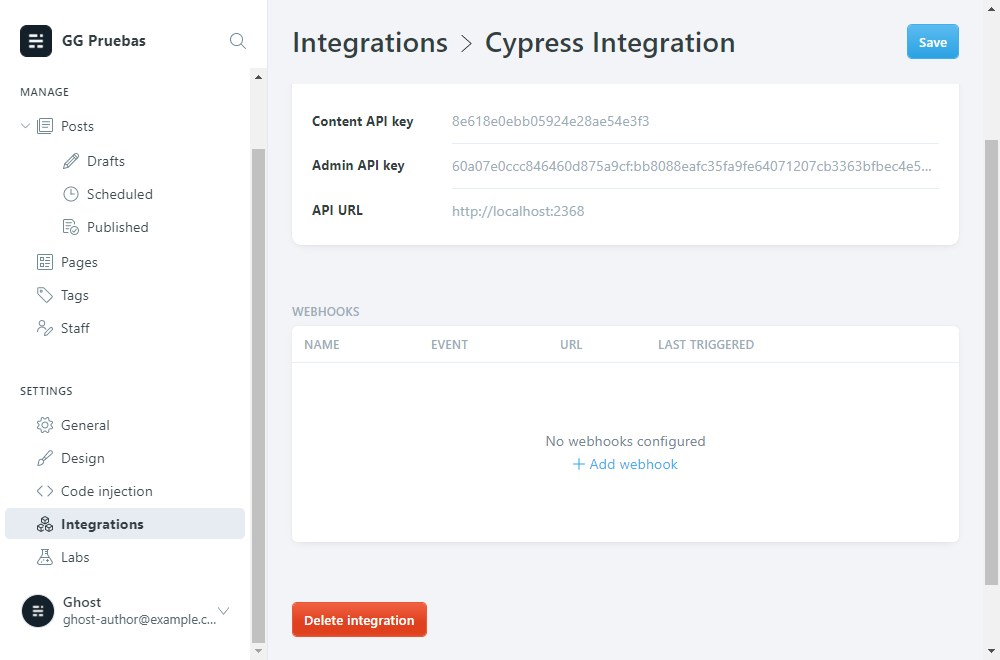 GG Pruebas
MANAGE
Posts
Drafts
Scheduled
Published
Pages
Tags
Staff
SETTINGS
General
Design
Code injection
Integrations
Labs
Ghost
ghost-author@example.c...
Integrations > Cypress Integration
Save
Content API key 8e618e0ebb05924e28ae54e3f3
Admin API key 60a07e0ccc846460d875a9cf:bb8088eafc35fa9fe64071207cb3363bfbec4e5...
API URL http://localhost:2368
WEBHOOKS
NAME EVENT URL LAST TRIGGERED
No webhooks configured
+ Add webhook
Delete integration